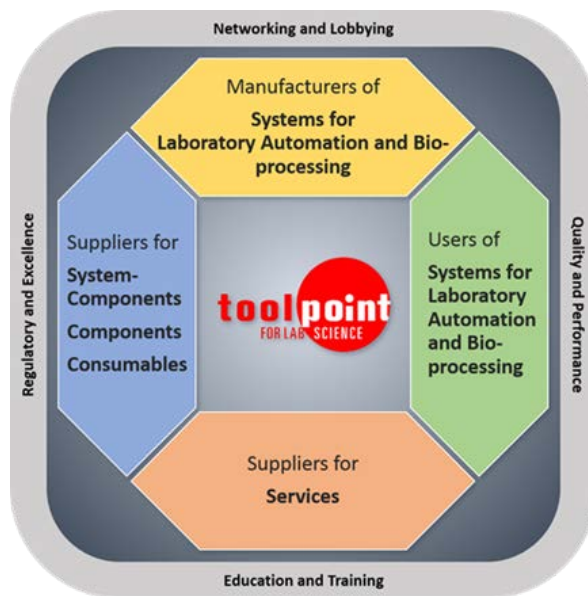 Networking and Lobbying
Manufacturers of
Systems for
Laboratory Automation and Bio-
processing
Regulatory and Excellence
Suppliers for
System-
Components
Components
Consumables
toolpoint
FOR LAB SCIENCE
Users of
Systems for
Laboratory
Automation
and Bio-
processing
Quality and Performance
Suppliers for
Services
Education and Training